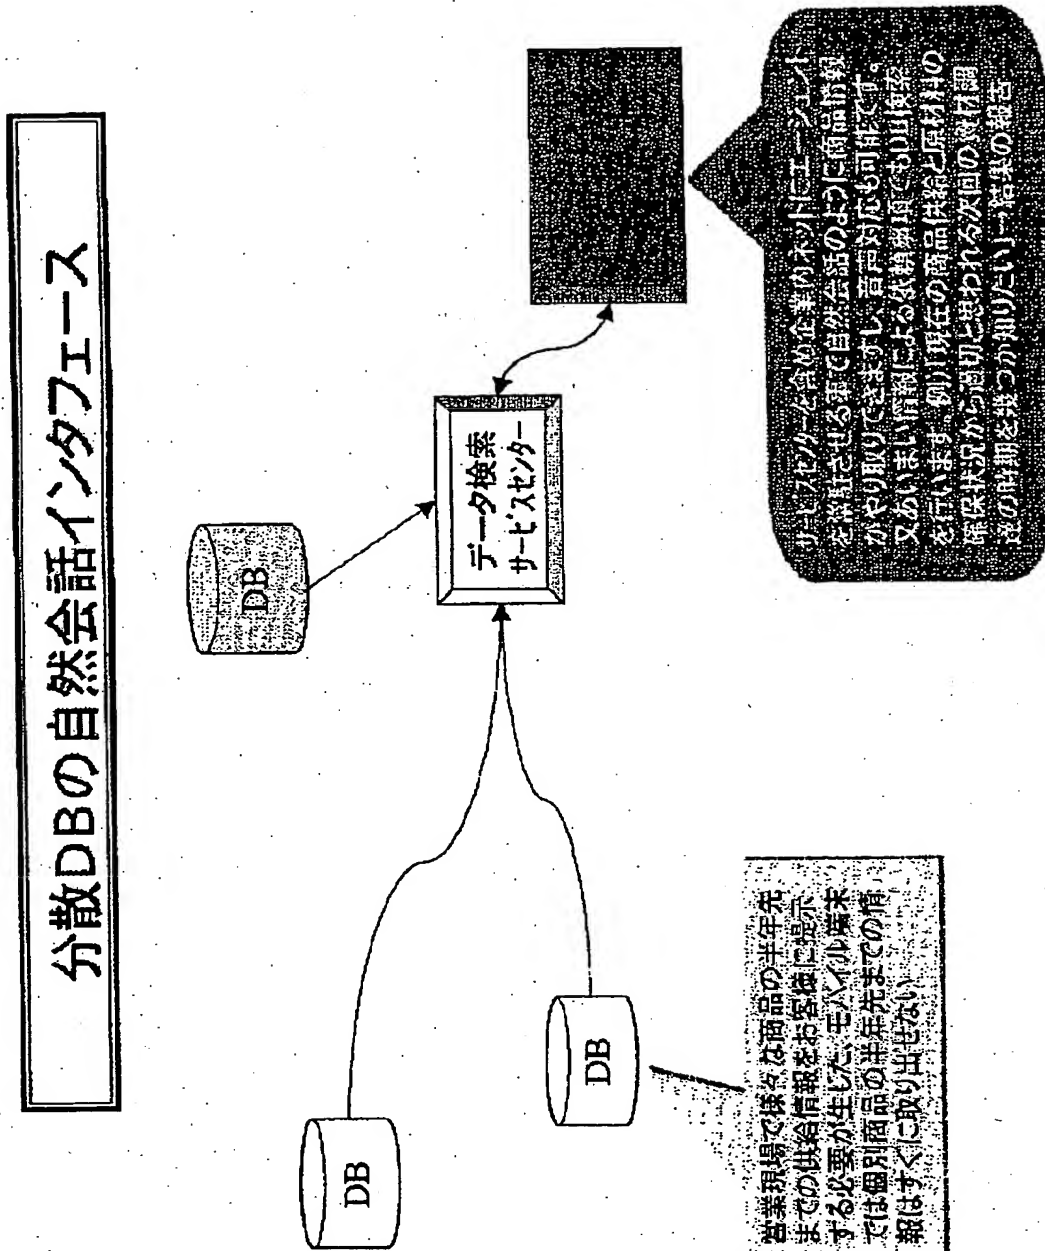 分散DBの自然会話インタフェース
DB
DB
DB
データ検索
サービスセンター
営業現場で様々な商品の半年先
までの供給情報をお客様に提示
する必要が生じた、モバイル端末
では個別商品の半年先までの情
報はすぐに取り出せない
サービスセンターと含め企業内ネットにエージェント
を常駐させる事で自然会話のように商品情報
がやり取りできますし、音声対応も可能です。
又あいまい情報による依頼事項でもOLI検索
を行います。例:「現在の商品供給と原材料の
確保状況から適切と思われる次回の資材調
達の時期を幾つか知りたい」→結果の報告